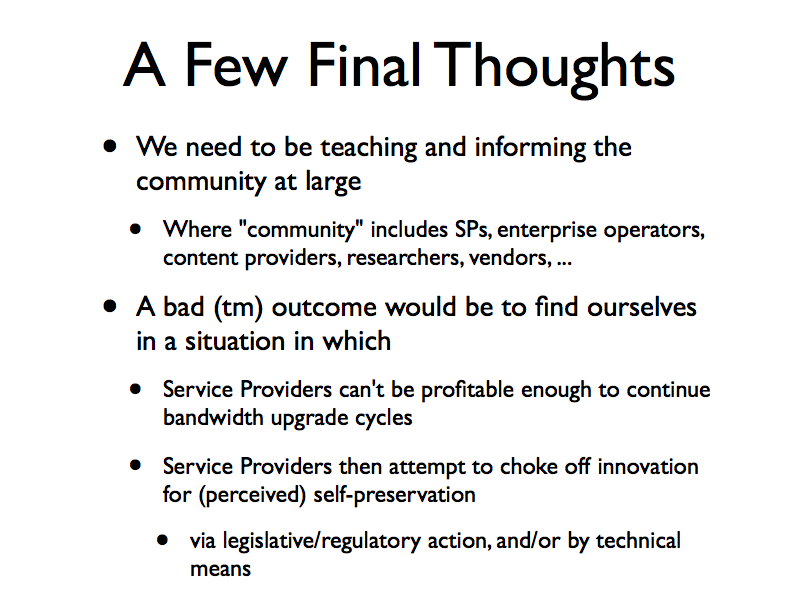 A Few Final Thoughts
• We need to be teaching and informing the
community at large
• Where "community" includes SPs, enterprise operators,
content providers, researchers, vendors, ...
• A bad (tm) outcome would be to find ourselves
in a situation in which
• Service Providers can't be profitable enough to continue
bandwidth upgrade cycles
• Service Providers then attempt to choke off innovation
for (perceived) self-preservation
• via legislative/regulatory action, and/or by technical
means